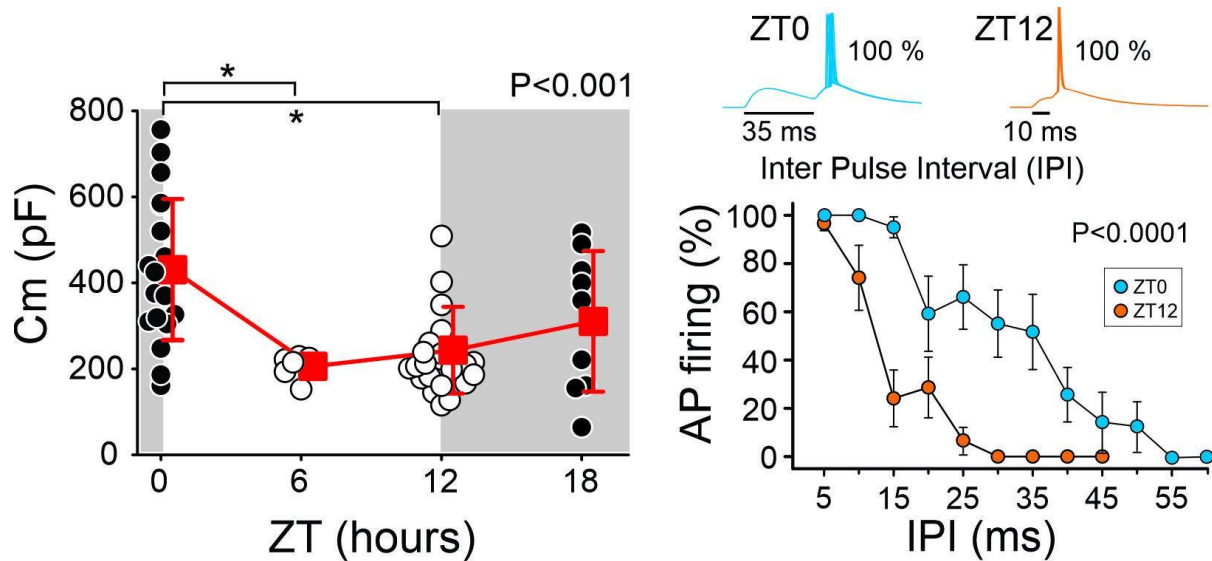 *
*
P<0.001
800
600
400
200
0
Cm (pF)
0 6 12 18
ZT (hours)
ZT0 ZT12
100 % 100 %
35 ms 10 ms
Inter Pulse Interval (IPI)
100
80
60
40
20
0
AP firing (%)
P<0.0001
ZT0
ZT12
5 15 25 35 45 55
IPI (ms)